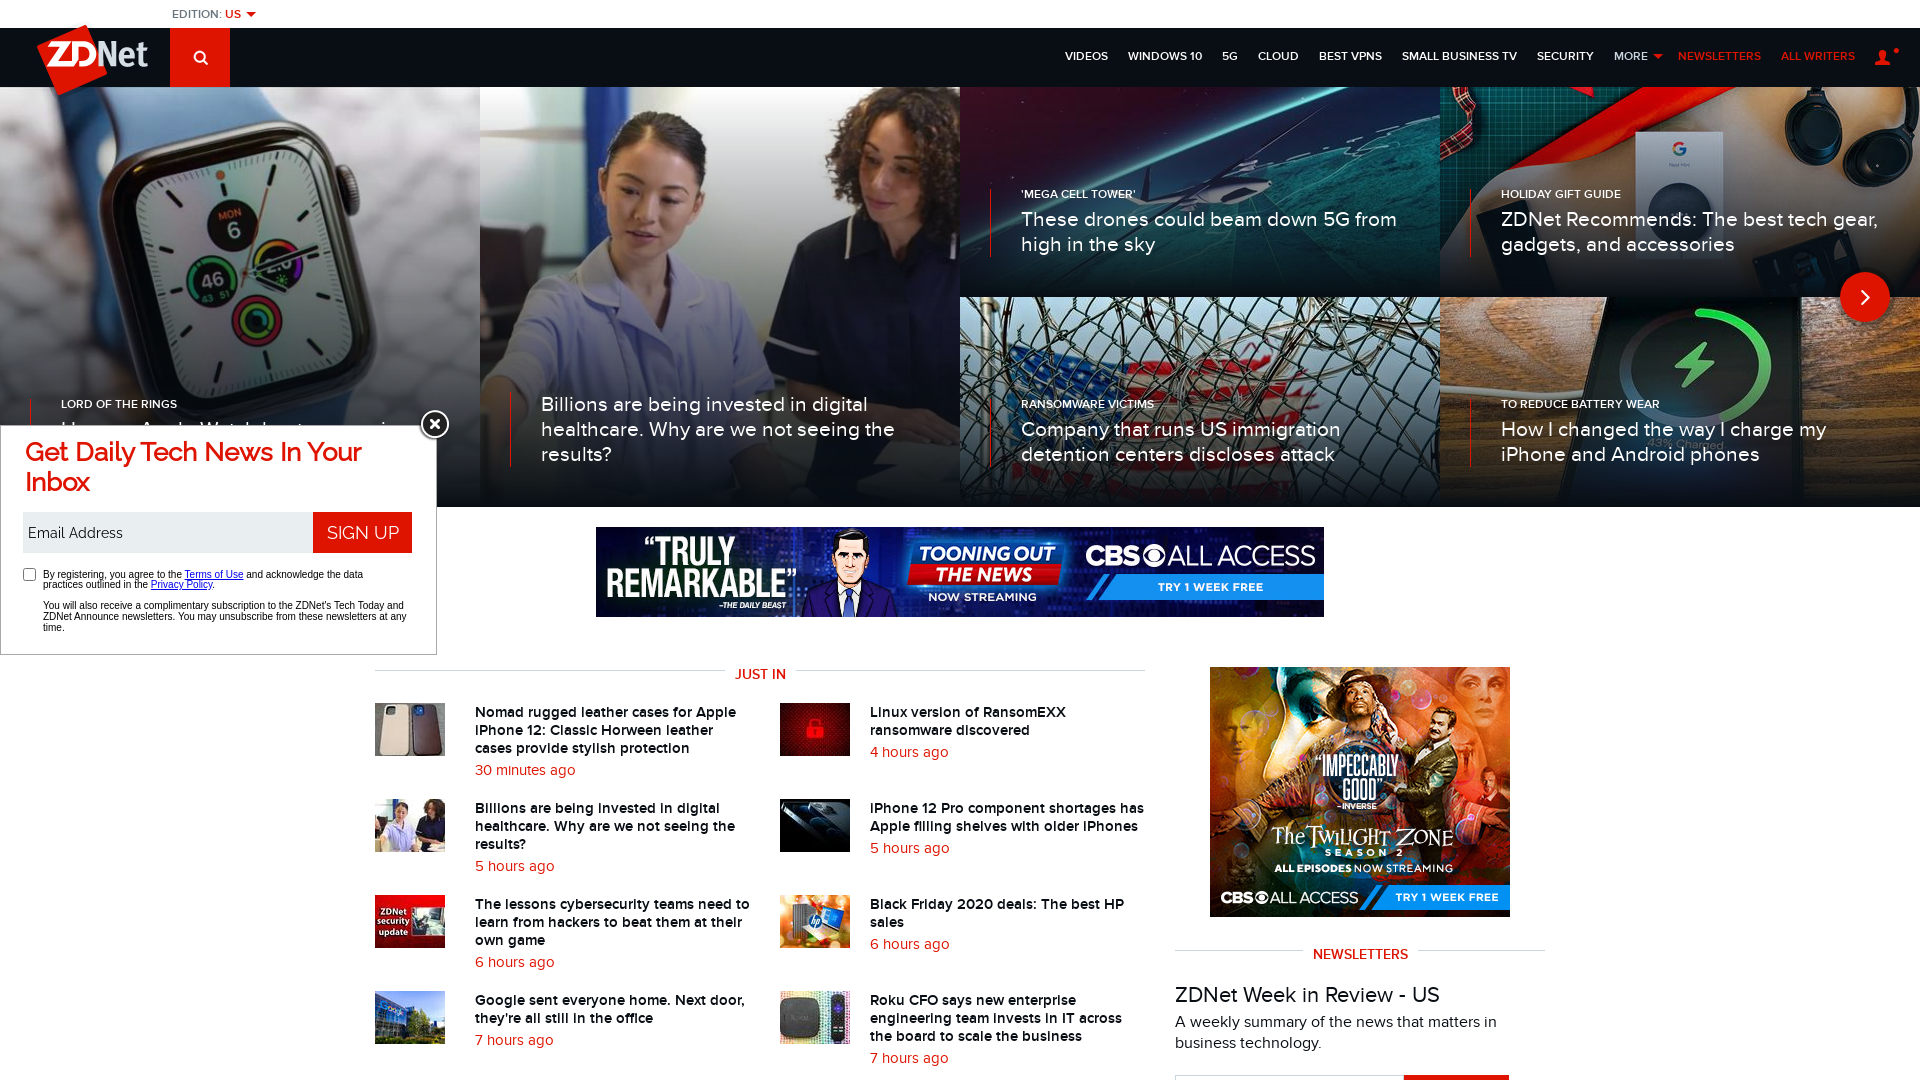 EDITION: US
ZDNet
VIDEOS WINDOWS 10 5G CLOUD BEST VPNS SMALL BUSINESS TV SECURITY MORE NEWSLETTERS ALL WRITERS
MON
6
46
43 51
2.0
LORD OF THE RINGS
Billions are being invested in digital
healthcare. Why are we not seeing the
results?
'MEGA CELL TOWER'
These drones could beam down 5G from
high in the sky
HOLIDAY GIFT GUIDE
ZDNet Recommends: The best tech gear,
gadgets, and accessories
RANSOMWARE VICTIMS
Company that runs US immigration
detention centers discloses attack
TO REDUCE BATTERY WEAR
How I changed the way I charge my
iPhone and Android phones
43% Charged
Get Daily Tech News In Your
Inbox
Email Address
SIGN UP
By registering, you agree to the Terms of Use and acknowledge the data
practices outlined in the Privacy Policy.
You will also receive a complimentary subscription to the ZDNet's Tech Today and
ZDNet Announce newsletters. You may unsubscribe from these newsletters at any
time.
"TRULY
REMARKABLE"
–THE DAILY BEAST
TOONING OUT
THE NEWS
NOW STREAMING
CBS ALL ACCESS
TRY 1 WEEK FREE
JUST IN
Nomad rugged leather cases for Apple
iPhone 12: Classic Horween leather
cases provide stylish protection
30 minutes ago
Linux version of RansomEXX
ransomware discovered
4 hours ago
Billions are being invested in digital
healthcare. Why are we not seeing the
results?
5 hours ago
iPhone 12 Pro component shortages has
Apple filling shelves with older iPhones
5 hours ago
ZDNet
security
update
The lessons cybersecurity teams need to
learn from hackers to beat them at their
own game
6 hours ago
hp
Black Friday 2020 deals: The best HP
sales
6 hours ago
Google
Google sent everyone home. Next door,
they're all still in the office
7 hours ago
Roku CFO says new enterprise
engineering team invests in IT across
the board to scale the business
7 hours ago
"IMPECCABLY
GOOD"
–INVERSE
The TWILIGHT ZONE
SEASON 2
ALL EPISODES NOW STREAMING
CBS ALL ACCESS
TRY 1 WEEK FREE
NEWSLETTERS
ZDNet Week in Review - US
A weekly summary of the news that matters in
business technology.